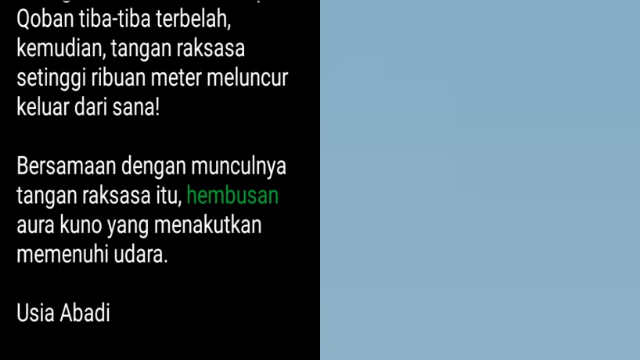 Qoban tiba-tiba terbelah,
kemudian, tangan raksasa
setinggi ribuan meter meluncur
keluar dari sana!
Bersamaan dengan munculnya
tangan raksasa itu, hembusan
aura kuno yang menakutkan
memenuhi udara.
Usia Abadi